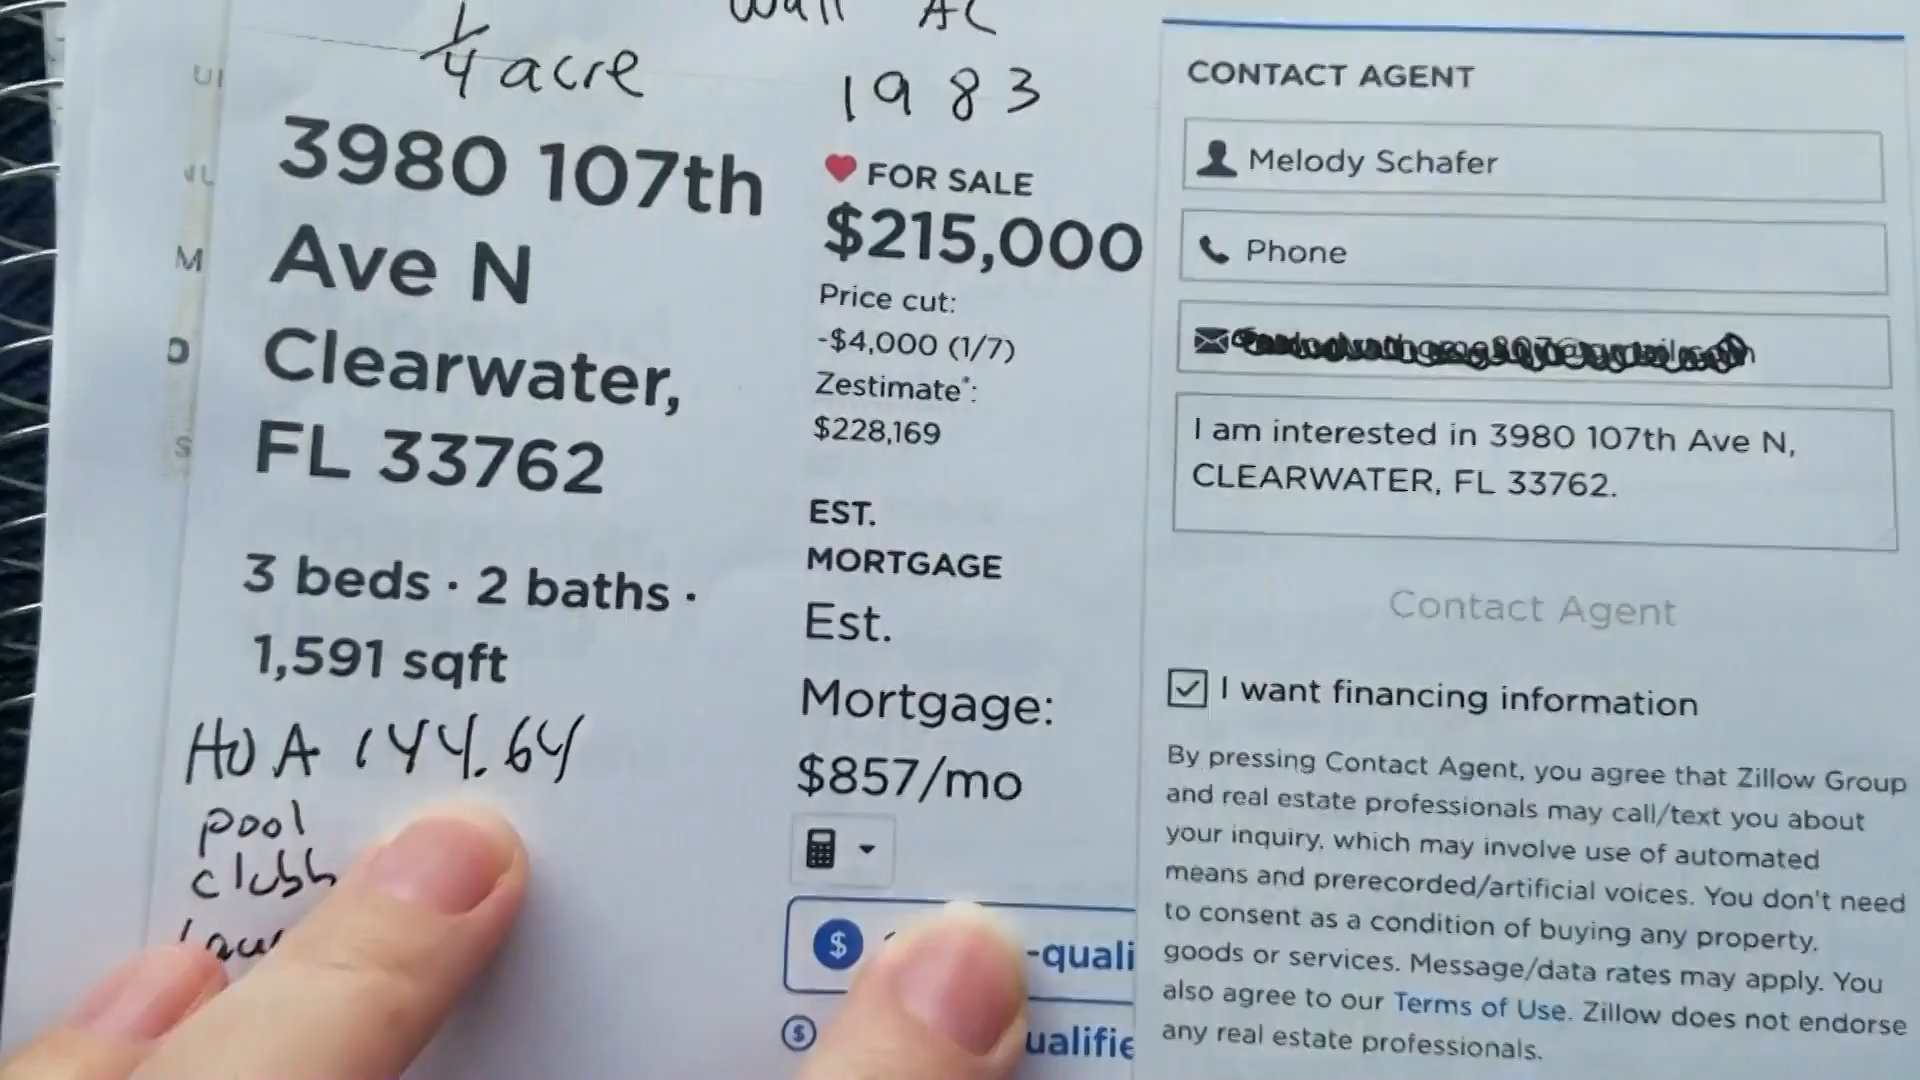 1/4 acre
Wall AC
1983
3980 107th
Ave N
Clearwater,
FL 33762
3 beds · 2 baths ·
1,591 sqft
HOA 144.64
pool
clubh
FOR SALE
$215,000
Price cut:
-$4,000 (1/7)
Zestimate*:
$228,169
EST.
MORTGAGE
Est.
Mortgage:
$857/mo
$
-quali
$
ualifie
CONTACT AGENT
Melody Schafer
Phone
I am interested in 3980 107th Ave N,
CLEARWATER, FL 33762.
Contact Agent
I want financing information
By pressing Contact Agent, you agree that Zillow Group
and real estate professionals may call/text you about
your inquiry, which may involve use of automated
means and prerecorded/artificial voices. You don't need
to consent as a condition of buying any property,
goods or services. Message/data rates may apply. You
also agree to our Terms of Use. Zillow does not endorse
any real estate professionals.